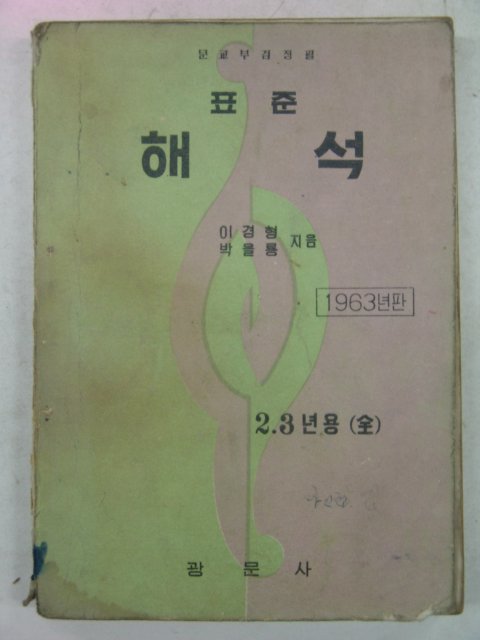 문교부검정필
표준
해석
이경형
박을룡 지음
1963년판
2.3년용 (全)
광문사